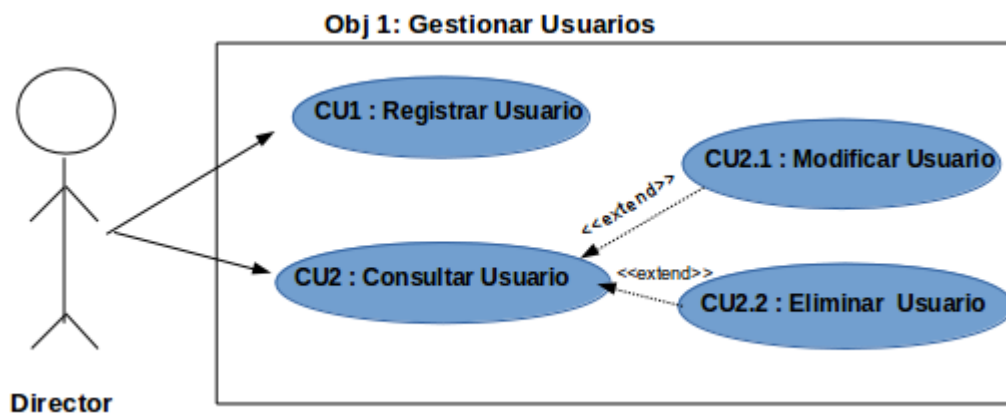 Obj 1: Gestionar Usuarios
CU1 : Registrar Usuario
CU2.1 : Modificar Usuario
<<extend>>
CU2 : Consultar Usuario
<<extend>>
CU2.2 : Eliminar Usuario
Director